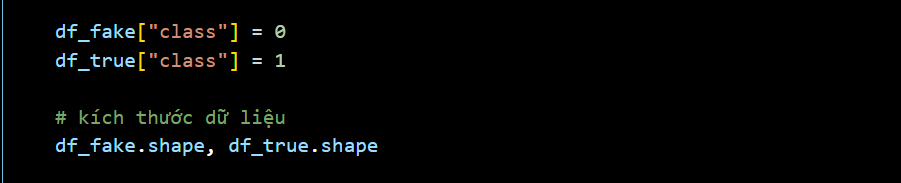 df_fake["class"] = 0
df_true["class"] = 1
# kích thước dữ liệu
df_fake.shape, df_true.shape